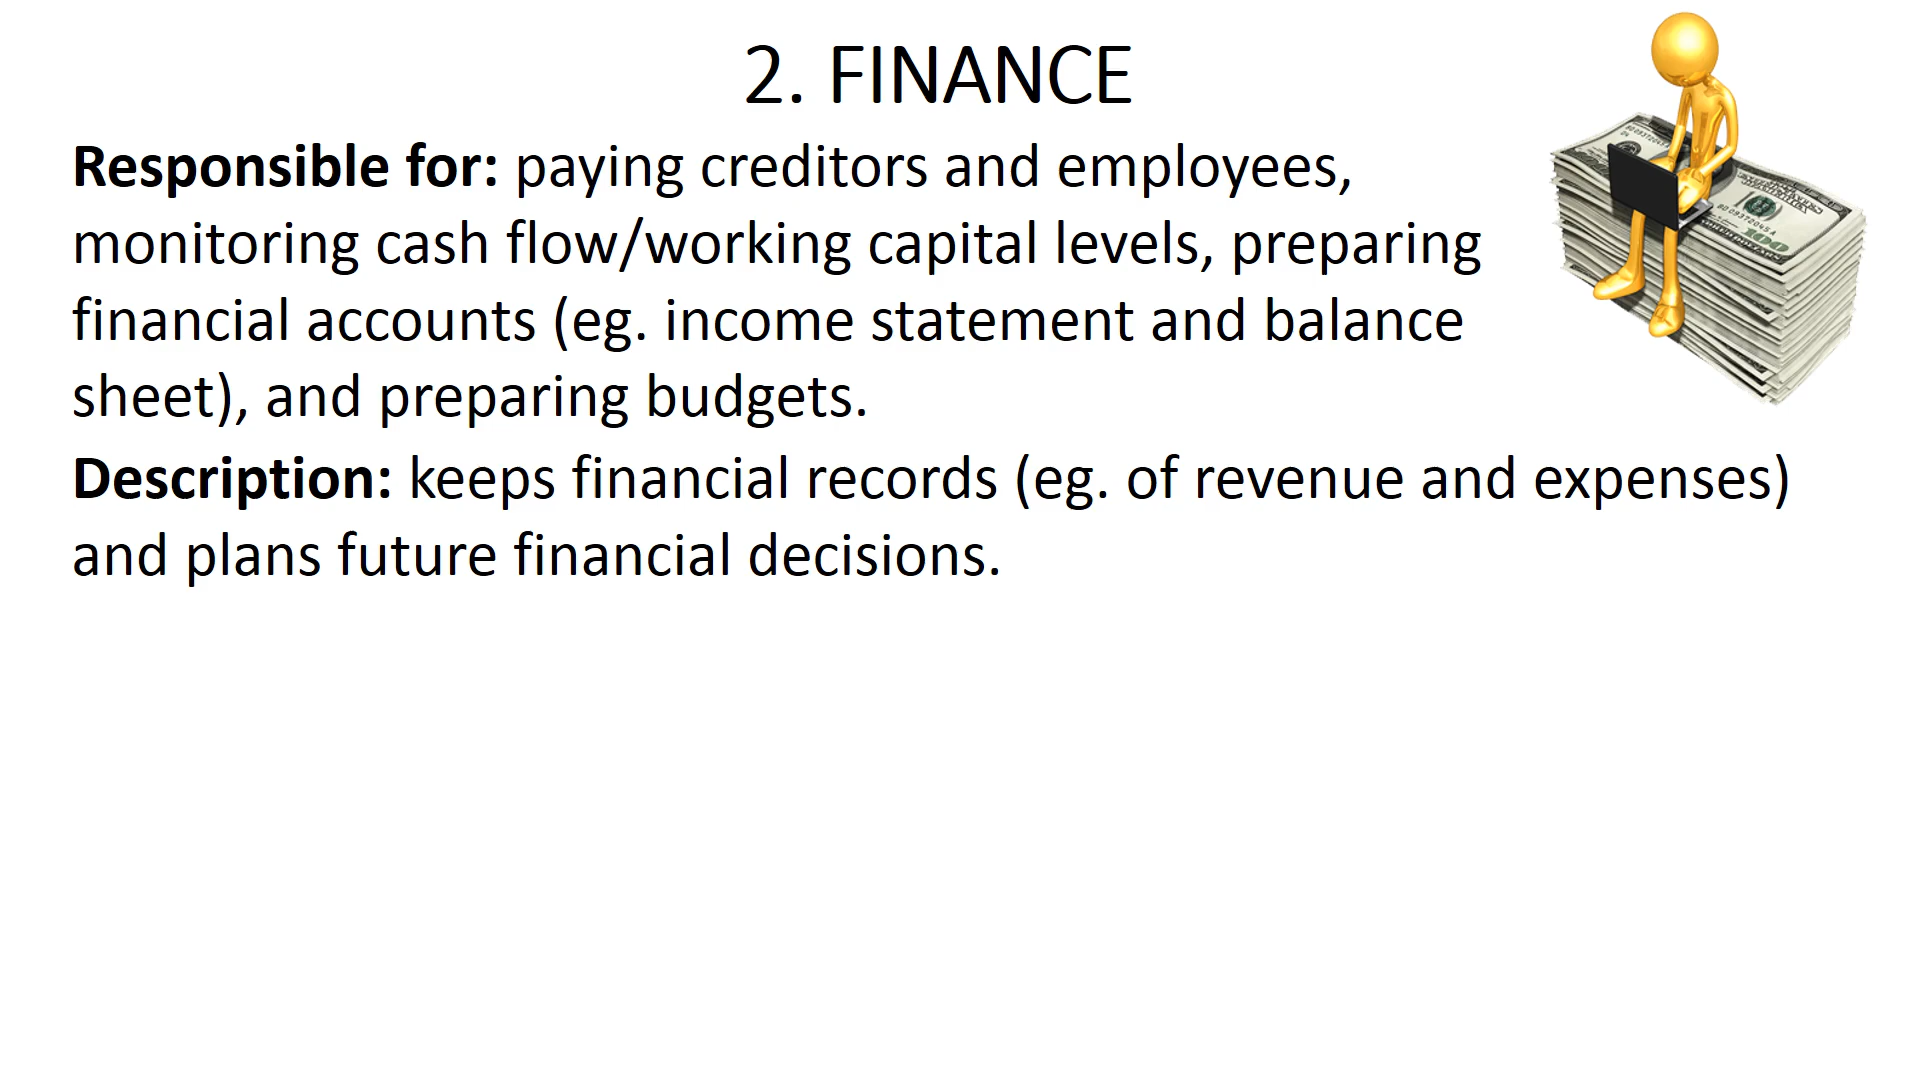 2. FINANCE
Responsible for: paying creditors and employees,
monitoring cash flow/working capital levels, preparing
financial accounts (eg. income statement and balance
sheet), and preparing budgets.
Description: keeps financial records (eg. of revenue and expenses)
and plans future financial decisions.
100